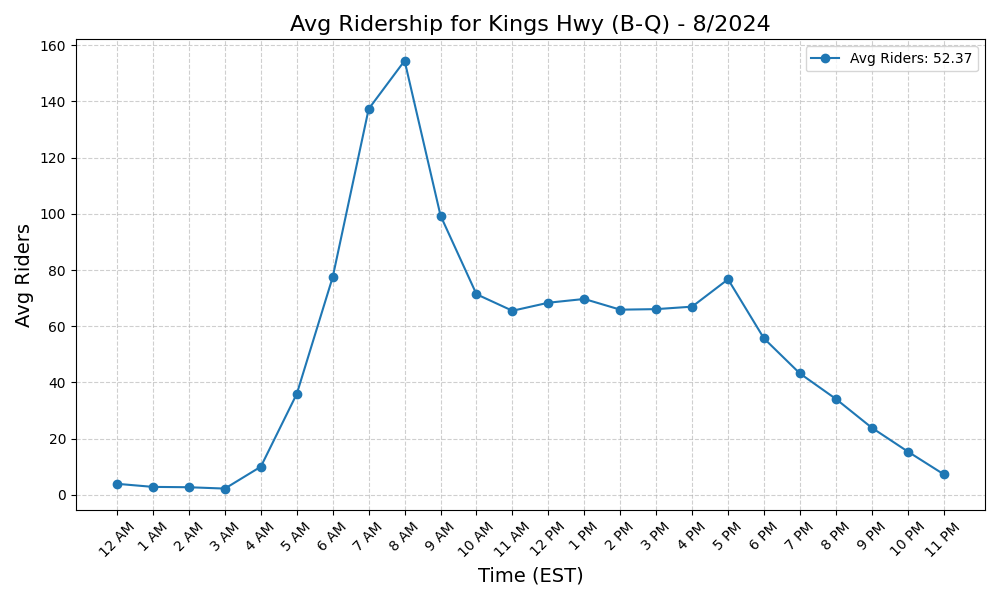 Avg Ridership for Kings Hwy (B-Q) - 8/2024
Avg Riders: 52.37
Avg Riders
160
140
120
100
80
60
40
20
0
12 AM
1 AM
2 AM
3 AM
4 AM
5 AM
6 AM
7 AM
8 AM
9 AM
10 AM
11 AM
12 PM
1 PM
2 PM
3 PM
4 PM
5 PM
6 PM
7 PM
8 PM
9 PM
10 PM
11 PM
Time (EST)